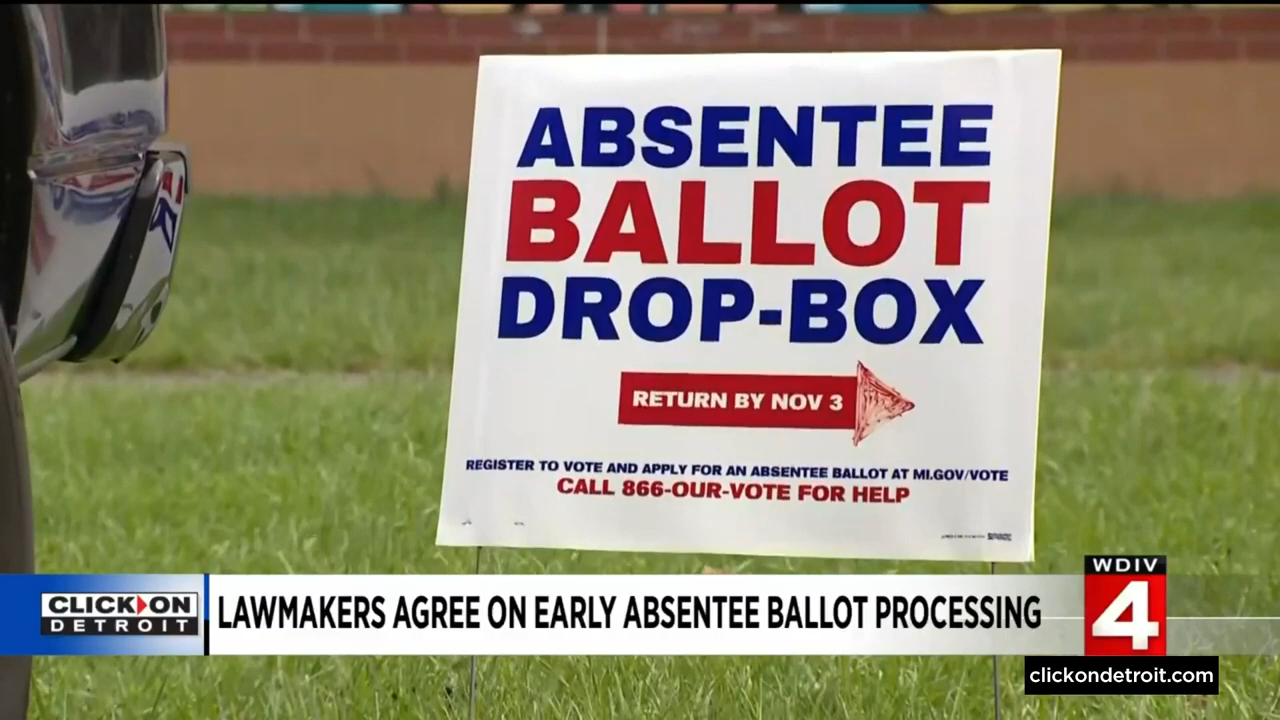 ABSENTEE
BALLOT
DROP-BOX
RETURN BY NOV 3
REGISTER TO VOTE AND APPLY FOR AN ABSENTEE BALLOT AT MI.GOV/VOTE
CALL 866-OUR-VOTE FOR HELP
CLICK ON
DETROIT
LAWMAKERS AGREE ON EARLY ABSENTEE BALLOT PROCESSING
WDIV
4
clickondetroit.com